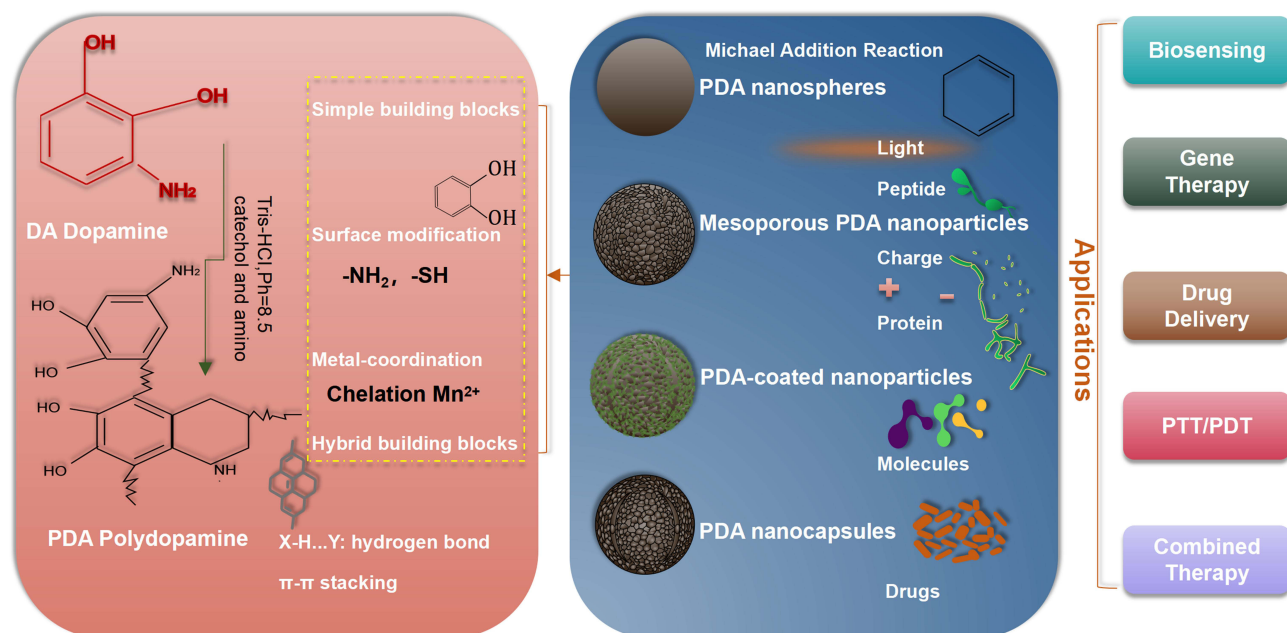 OH
OH
NH₂
DA Dopamine
Tris-HCl,Ph=8.5
catechol and amino
NH₂
HO
HO
HO
HO
NH
PDA Polydopamine
Simple building blocks
OH
OH
Surface modification
-NH₂, -SH
Metal-coordination
Chelation Mn²⁺
Hybrid building blocks
X-H...Y: hydrogen bond
π-π stacking
Michael Addition Reaction
PDA nanospheres
Light
Peptide
Mesoporous PDA nanoparticles
Charge
+ -
Protein
PDA-coated nanoparticles
Molecules
PDA nanocapsules
Drugs
Applications
Biosensing
Gene
Therapy
Drug
Delivery
PTT/PDT
Combined
Therapy